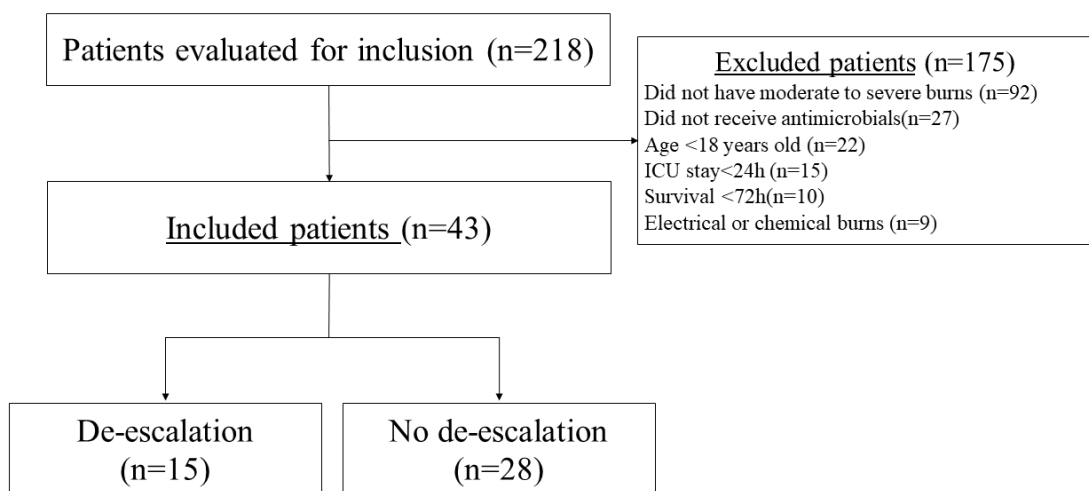 Patients evaluated for inclusion (n=218)
Excluded patients (n=175)
Did not have moderate to severe burns (n=92)
Did not receive antimicrobials(n=27)
Age <18 years old (n=22)
ICU stay<24h (n=15)
Survival <72h(n=10)
Electrical or chemical burns (n=9)
Included patients (n=43)
De-escalation
(n=15)
No de-escalation
(n=28)